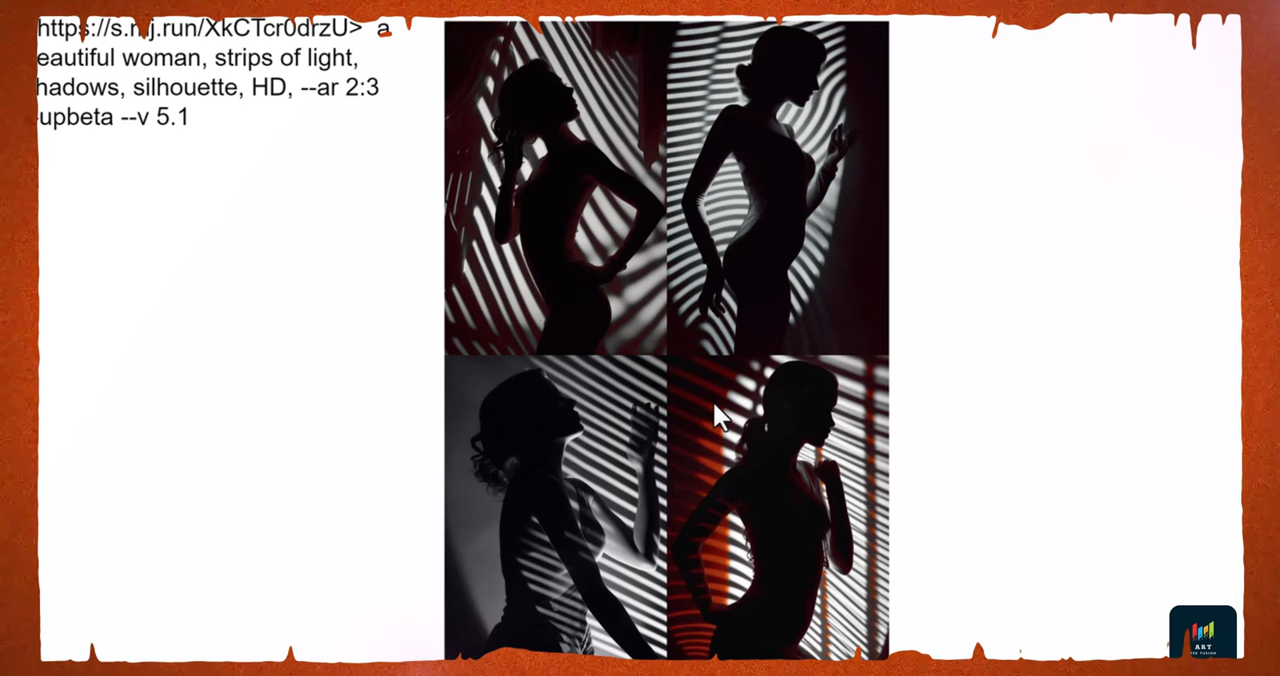 https://s.mj.run/XkCTcr0drzU> a
eautiful woman, strips of light,
hadows, silhouette, HD, --ar 2:3
-upbeta --v 5.1
ART